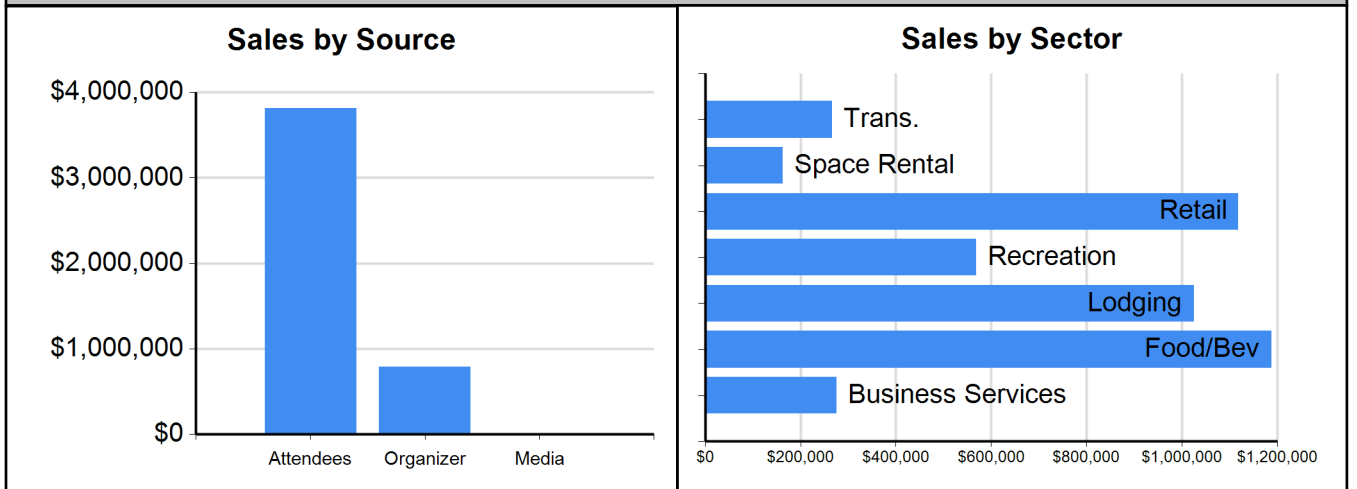 Sales by Source
$4,000,000
$3,000,000
$2,000,000
$1,000,000
$0
Attendees Organizer Media
Sales by Sector
Trans.
Space Rental
Retail
Recreation
Lodging
Food/Bev
Business Services
$0 $200,000 $400,000 $600,000 $800,000 $1,000,000 $1,200,000